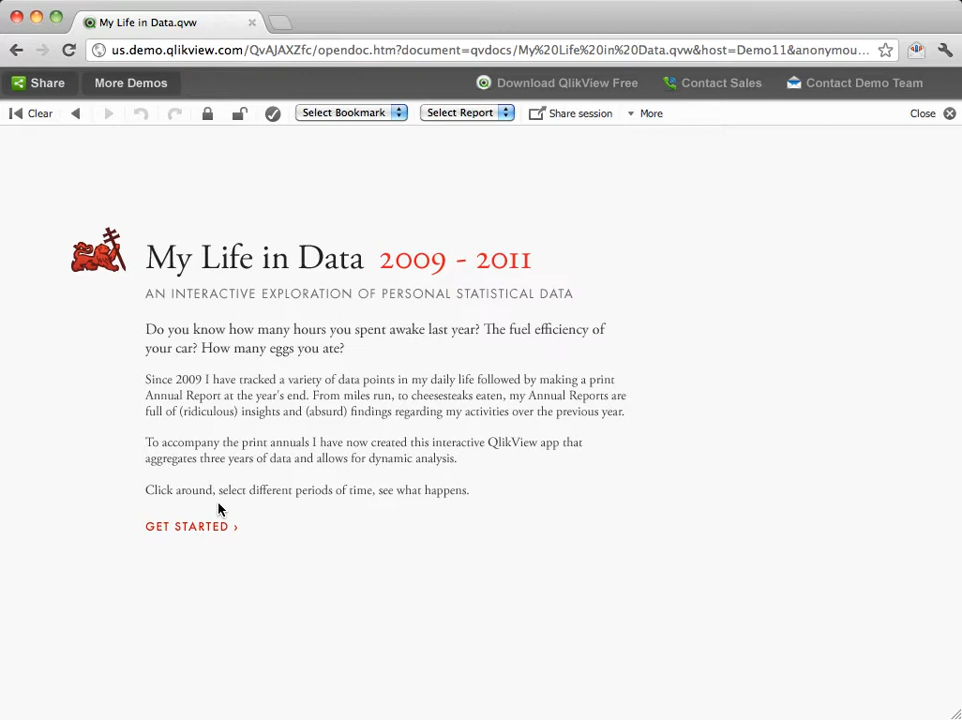 My Life in Data.qvw
us.demo.qlikview.com/QvAJAXZfc/opendoc.htm?document=qvdocs/My%20Life%20in%20Data.qvw&host=Demo11&anonymou...
Share More Demos Download QlikView Free Contact Sales Contact Demo Team
Clear Select Bookmark Select Report Share session More Close
My Life in Data 2009 - 2011
AN INTERACTIVE EXPLORATION OF PERSONAL STATISTICAL DATA
Do you know how many hours you spent awake last year? The fuel efficiency of
your car? How many eggs you ate?
Since 2009 I have tracked a variety of data points in my daily life followed by making a print
Annual Report at the year's end. From miles run, to cheesesteaks eaten, my Annual Reports are
full of (ridiculous) insights and (absurd) findings regarding my activities over the previous year.
To accompany the print annuals I have now created this interactive QlikView app that
aggregates three years of data and allows for dynamic analysis.
Click around, select different periods of time, see what happens.
GET STARTED ›